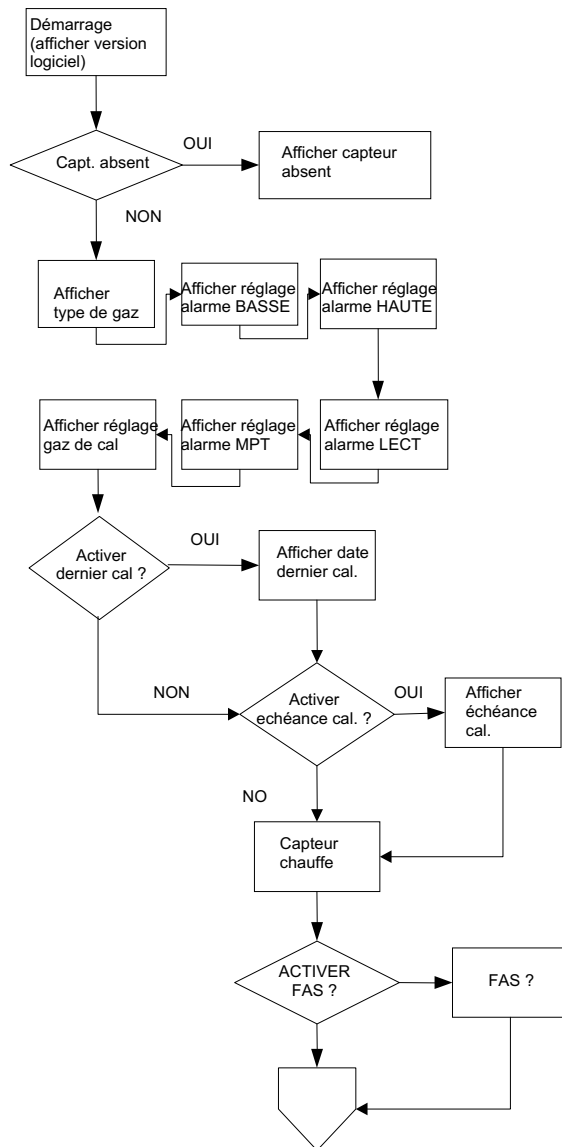 Démarrage
(afficher version
logiciel)
OUI
Capt. absent
Afficher capteur
absent
NON
Afficher
type de gaz
Afficher réglage
alarme BASSE
Afficher réglage
alarme HAUTE
Afficher réglage
gaz de cal
Afficher réglage
alarme MPT
Afficher réglage
alarme LECT
OUI
Activer
dernier cal ?
Afficher date
dernier cal.
NON
Activer
echéance cal. ?
OUI
Afficher
échéance
cal.
NO
Capteur
chauffe
ACTIVER
FAS ?
FAS ?